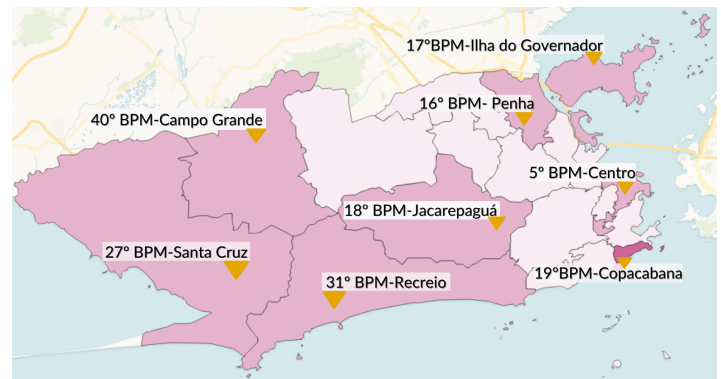 17ºBPM-Ilha do Governador
16º BPM- Penha
40º BPM-Campo Grande
5º BPM-Centro
18º BPM-Jacarepaguá
27º BPM-Santa Cruz
19ºBPM-Copacabana
31º BPM-Recreio